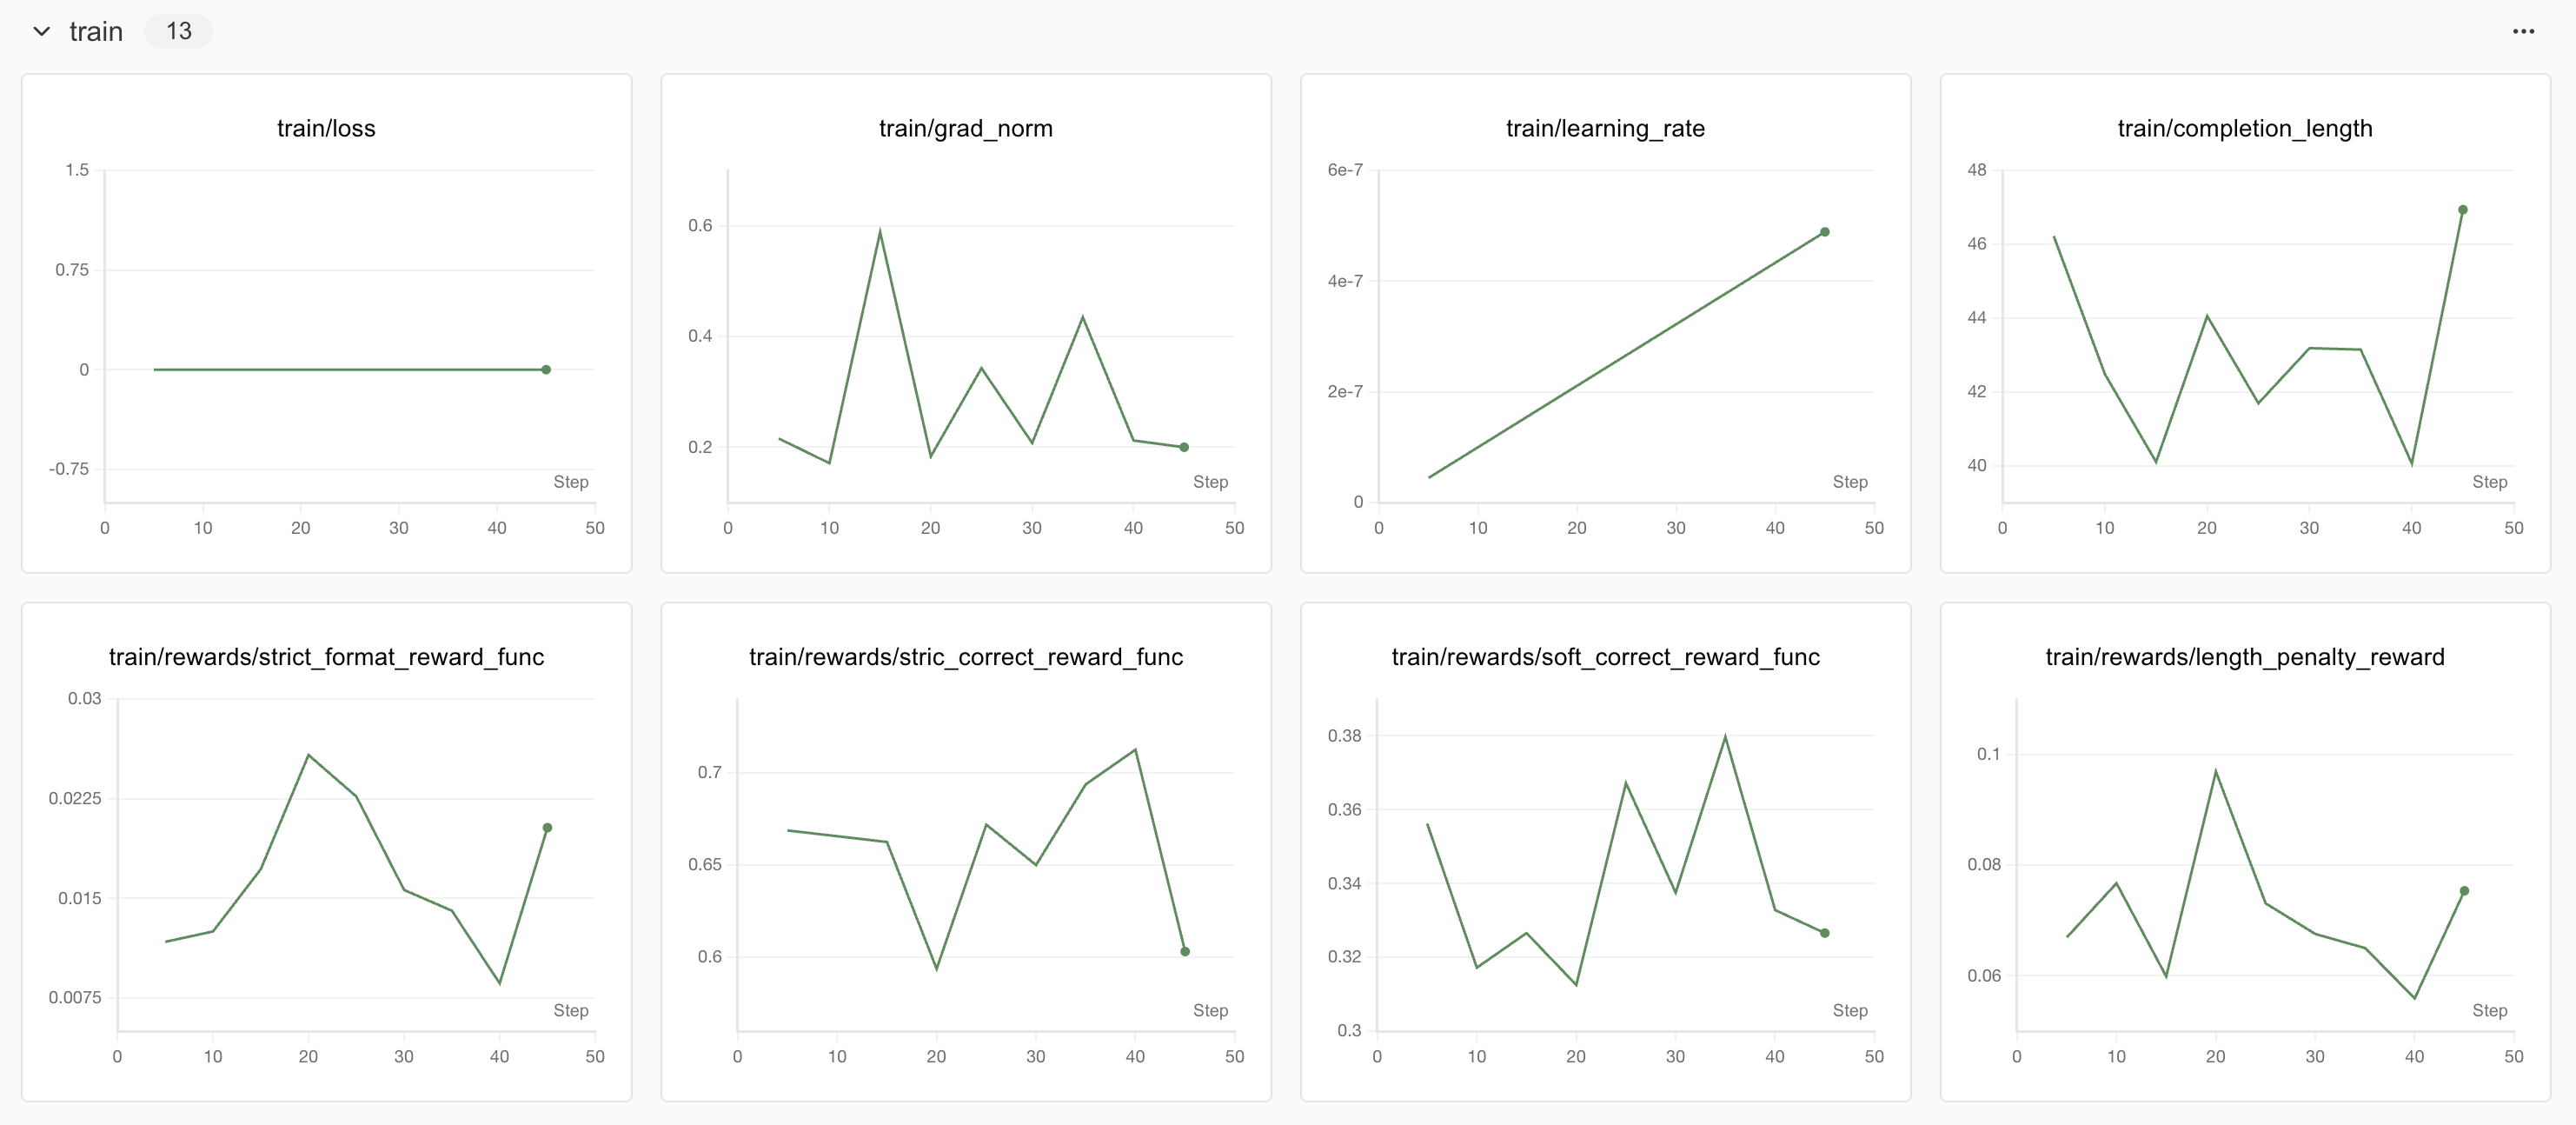 train 13 ...
train/loss
1.5
0.75
0
-0.75
Step
0 10 20 30 40 50
train/grad_norm
0.6
0.4
0.2
Step
0 10 20 30 40 50
train/learning_rate
6e-7
4e-7
2e-7
0
Step
0 10 20 30 40 50
train/completion_length
48
46
44
42
40
Step
0 10 20 30 40 50
train/rewards/strict_format_reward_func
0.03
0.0225
0.015
0.0075
Step
0 10 20 30 40 50
train/rewards/stric_correct_reward_func
0.7
0.65
0.6
Step
0 10 20 30 40 50
train/rewards/soft_correct_reward_func
0.38
0.36
0.34
0.32
0.3
Step
0 10 20 30 40 50
train/rewards/length_penalty_reward
0.1
0.08
0.06
Step
0 10 20 30 40 50